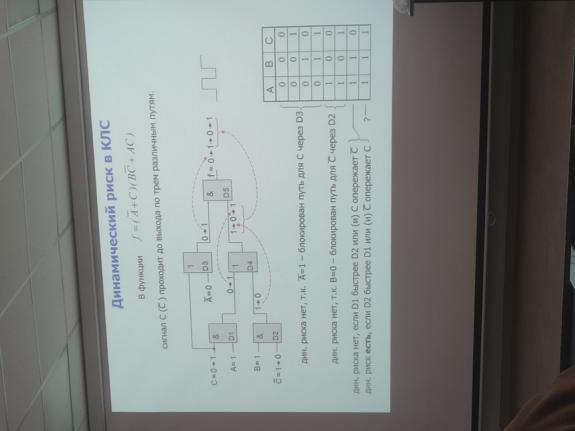 Динамический риск в КЛС
В функции f = (A̅ + C)(BC̅ + AC)
сигнал C (C̅) проходит до выхода по трем различным путям.
C=0→1
A=1
&
D1
A̅=0
1
D3
0→1
0→1
B=1
C̅=1→0
&
D2
1→0
1
D4
1→0→1
&
D5
f = 0→1→0→1
A B C
0 0 0
0 0 1
0 1 0
0 1 1
1 0 0
1 0 1
1 1 0
1 1 1
дин. риска нет, т.к. A̅=1 – блокирован путь для C через D3
дин. риска нет, т.к. B=0 – блокирован путь для C̅ через D2
дин. риска нет, если D1 быстрее D2 или (и) C опережает C̅
дин. риск есть, если D2 быстрее D1 или (и) C̅ опережает C
?